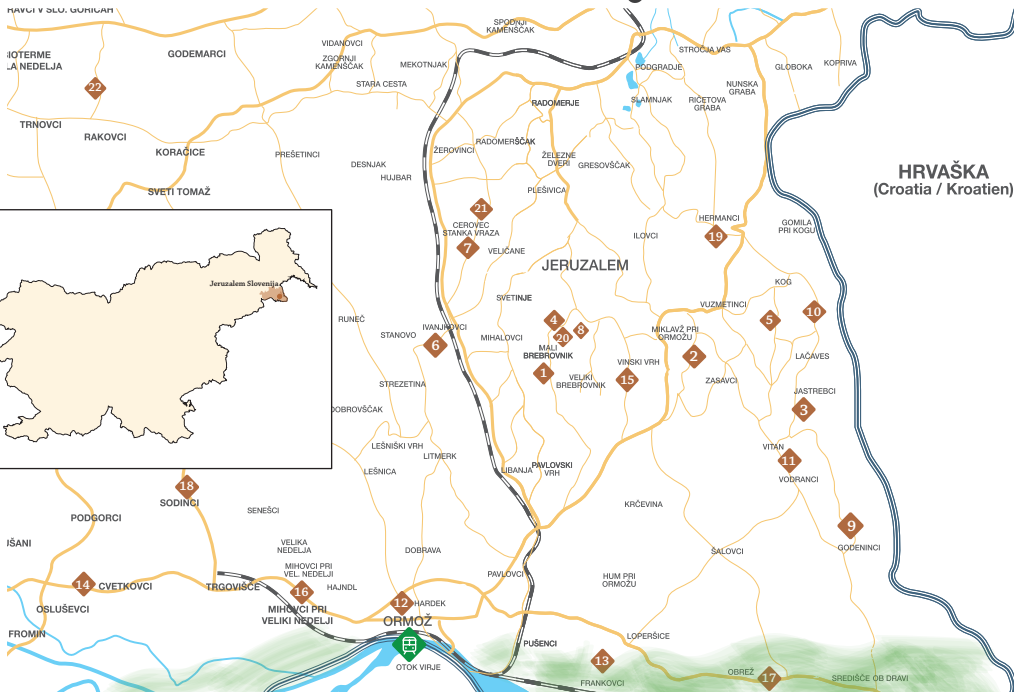 RAVCI V SLO. GORICAH
SPODNJI
KAMENŠČAK
VIDANOVCI
STROČJA VAS
GODEMARCI
BIOTERME
LA NEDELJA
ZGORNJI
KAMENŠČAK
MEKOTNJAK
PODGRADJE
GLOBOKA
KOPRIVA
22
STARA CESTA
NUNSKA
GRABA
RADOMERJE
SLAMNJAK
RIČETOVA
GRABA
TRNOVCI
RAKOVCI
RADOMERŠČAK
KORAČICE
PREŠETINCI
ŽEROVINCI
ŽELEZNE
DVERI
GRESOVŠČAK
DESNJAK
HUJBAR
HRVAŠKA
(Croatia / Kroatien)
SVETI TOMAŽ
PLEŠIVICA
21
HERMANCI
CEROVEC
STANKA VRAZA
GOMILA
PRI KOGU
19
ILOVCI
7
VELIČANE
JERUZALEM
Jeruzalem Slovenija
KOG
SVETINJE
VUZMETINCI
10
RUNEČ
4
5
IVANJKOVCI
8
MIKLAVŽ PRI
ORMOŽU
STANOVO
MIHALOVCI
20
6
MALI
BREBROVNIK
2
LAČAVES
VINSKI VRH
1
15
STREZETINA
VELIKI
BREBROVNIK
ZASAVCI
JASTREBCI
DOBROVŠČAK
3
LEŠNIŠKI VRH
VITAN
LITMERK
11
LEŠNICA
LIBANJA
PAVLOVSKI
VRH
VODRANCI
18
SODINCI
KRČEVINA
SENEŠCI
PODGORCI
9
VELIKA
NEDELJA
IŠANI
GODENINCI
DOBRAVA
ŠALOVCI
MIHOVCI PRI
VEL. NEDELJI
PAVLOVCI
HUM PRI
ORMOŽU
14
CVETKOVCI
TRGOVIŠČE
HAJNDL
16
12
HARDEK
OSLUŠEVCI
MIHOVCI PRI
VELIKI NEDELJI
ORMOŽ
FROMIN
LOPERŠICE
PUŠENCI
13
OTOK VIRJE
OBREŽ
17
SREDIŠČE OB DRAVI
FRANKOVCI